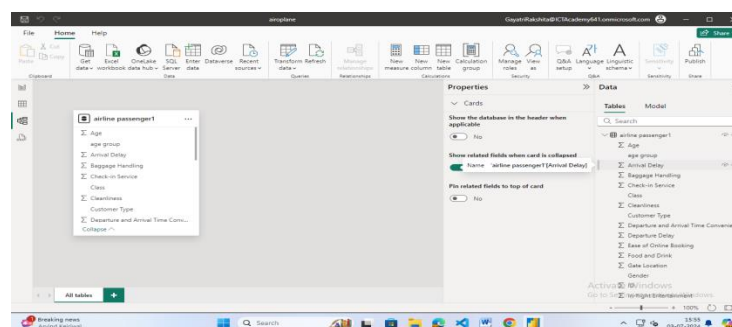 airoplane
GayatriRakshita@ICTAcademy641.onmicrosoft.com
File Home Help
Share
Paste
Cut
Copy
Get data
Excel workbook
OneLake data hub
SQL Server
Enter data
Dataverse
Recent sources
Transform data
Refresh
Manage relationships
New measure
New column
New table
Calculation group
Manage roles
View as
Q&A setup
Language
Linguistic schema
Sensitivity
Publish
Clipboard
Data
Queries
Relationships
Calculations
Security
Q&A
Sensitivity
Share
airline passenger1
Age
age group
Arrival Delay
Baggage Handling
Check-in Service
Class
Cleanliness
Customer Type
Departure and Arrival Time Conv...
Collapse
Properties
Cards
Show the database in the header when
applicable
No
Show related fields when card is collapsed
Name 'airline passenger1'[Arrival Delay]
Pin related fields to top of card
No
Data
Tables Model
Search
airline passenger1
Age
age group
Arrival Delay
Baggage Handling
Check-in Service
Class
Cleanliness
Customer Type
Departure and Arrival Time Convenie
Departure Delay
Ease of Online Booking
Food and Drink
Gate Location
Gender
All tables
100%
Breaking news
Search
15:55
03-07-2024